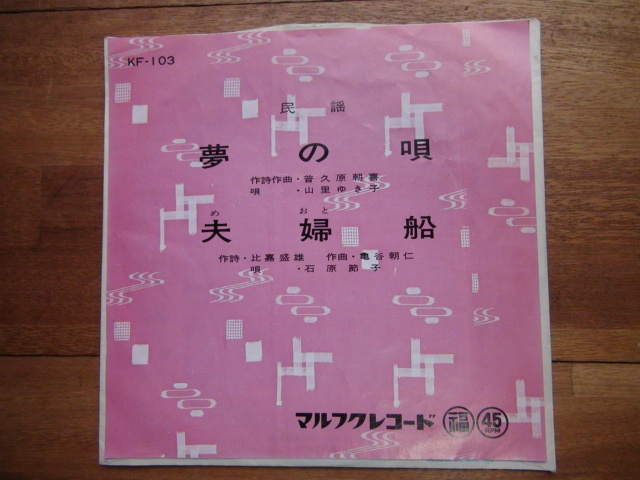 KF-103
民謡
夢の唄
作詩作曲・普久原朝喜
唄・山里ゆき子
めおと
夫婦船
作詩・比嘉盛雄 作曲・亀谷朝仁
唄・石原節子
マルフクレコード 福 45 RPM